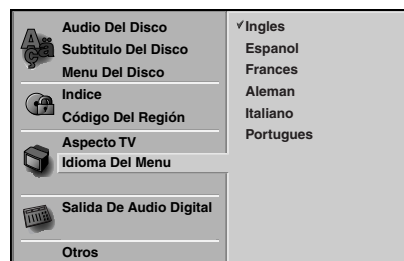 Audio Del Disco
Subtitulo Del Disco
Menu Del Disco
Indice
Código Del Región
Aspecto TV
Idioma Del Menu
Salida De Audio Digital
Otros
✓Ingles
Espanol
Frances
Aleman
Italiano
Portugues